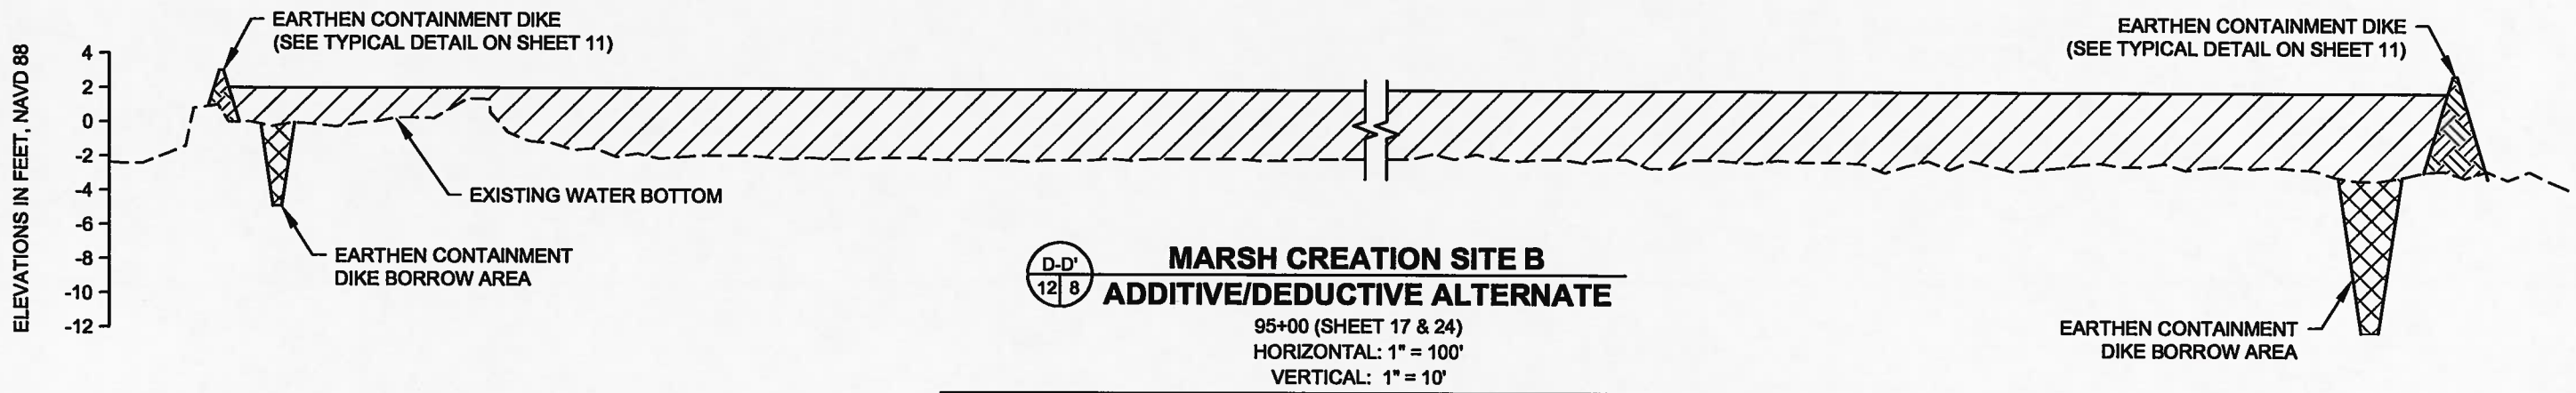 EARTHEN CONTAINMENT DIKE
(SEE TYPICAL DETAIL ON SHEET 11)
EARTHEN CONTAINMENT DIKE
(SEE TYPICAL DETAIL ON SHEET 11)
ELEVATIONS IN FEET, NAVD 88
4
2
0
-2
-4
-6
-8
-10
-12
EXISTING WATER BOTTOM
EARTHEN CONTAINMENT
DIKE BORROW AREA
D-D'
12 8
MARSH CREATION SITE B
ADDITIVE/DEDUCTIVE ALTERNATE
95+00 (SHEET 17 & 24)
HORIZONTAL: 1" = 100'
VERTICAL: 1" = 10'
EARTHEN CONTAINMENT
DIKE BORROW AREA